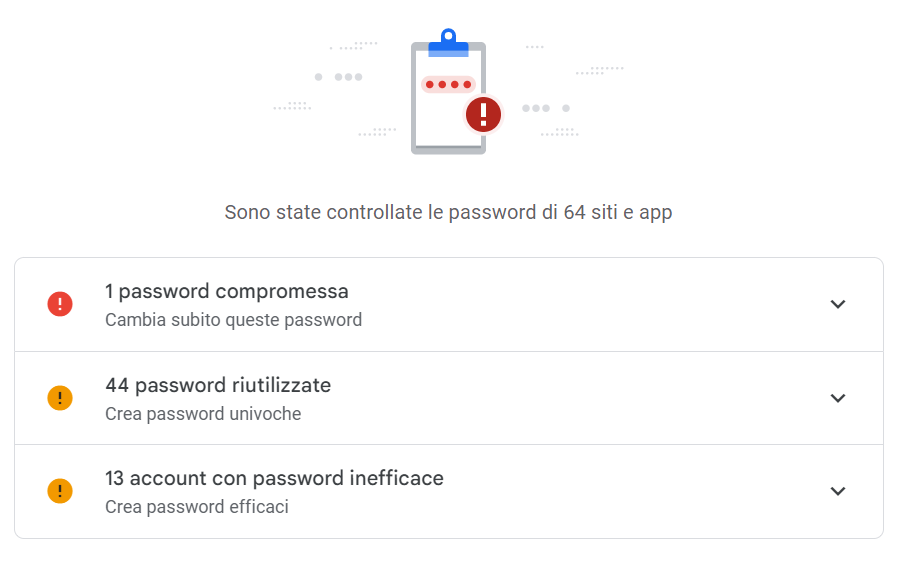 Sono state controllate le password di 64 siti e app
1 password compromessa
Cambia subito queste password
44 password riutilizzate
Crea password univoche
13 account con password inefficace
Crea password efficaci